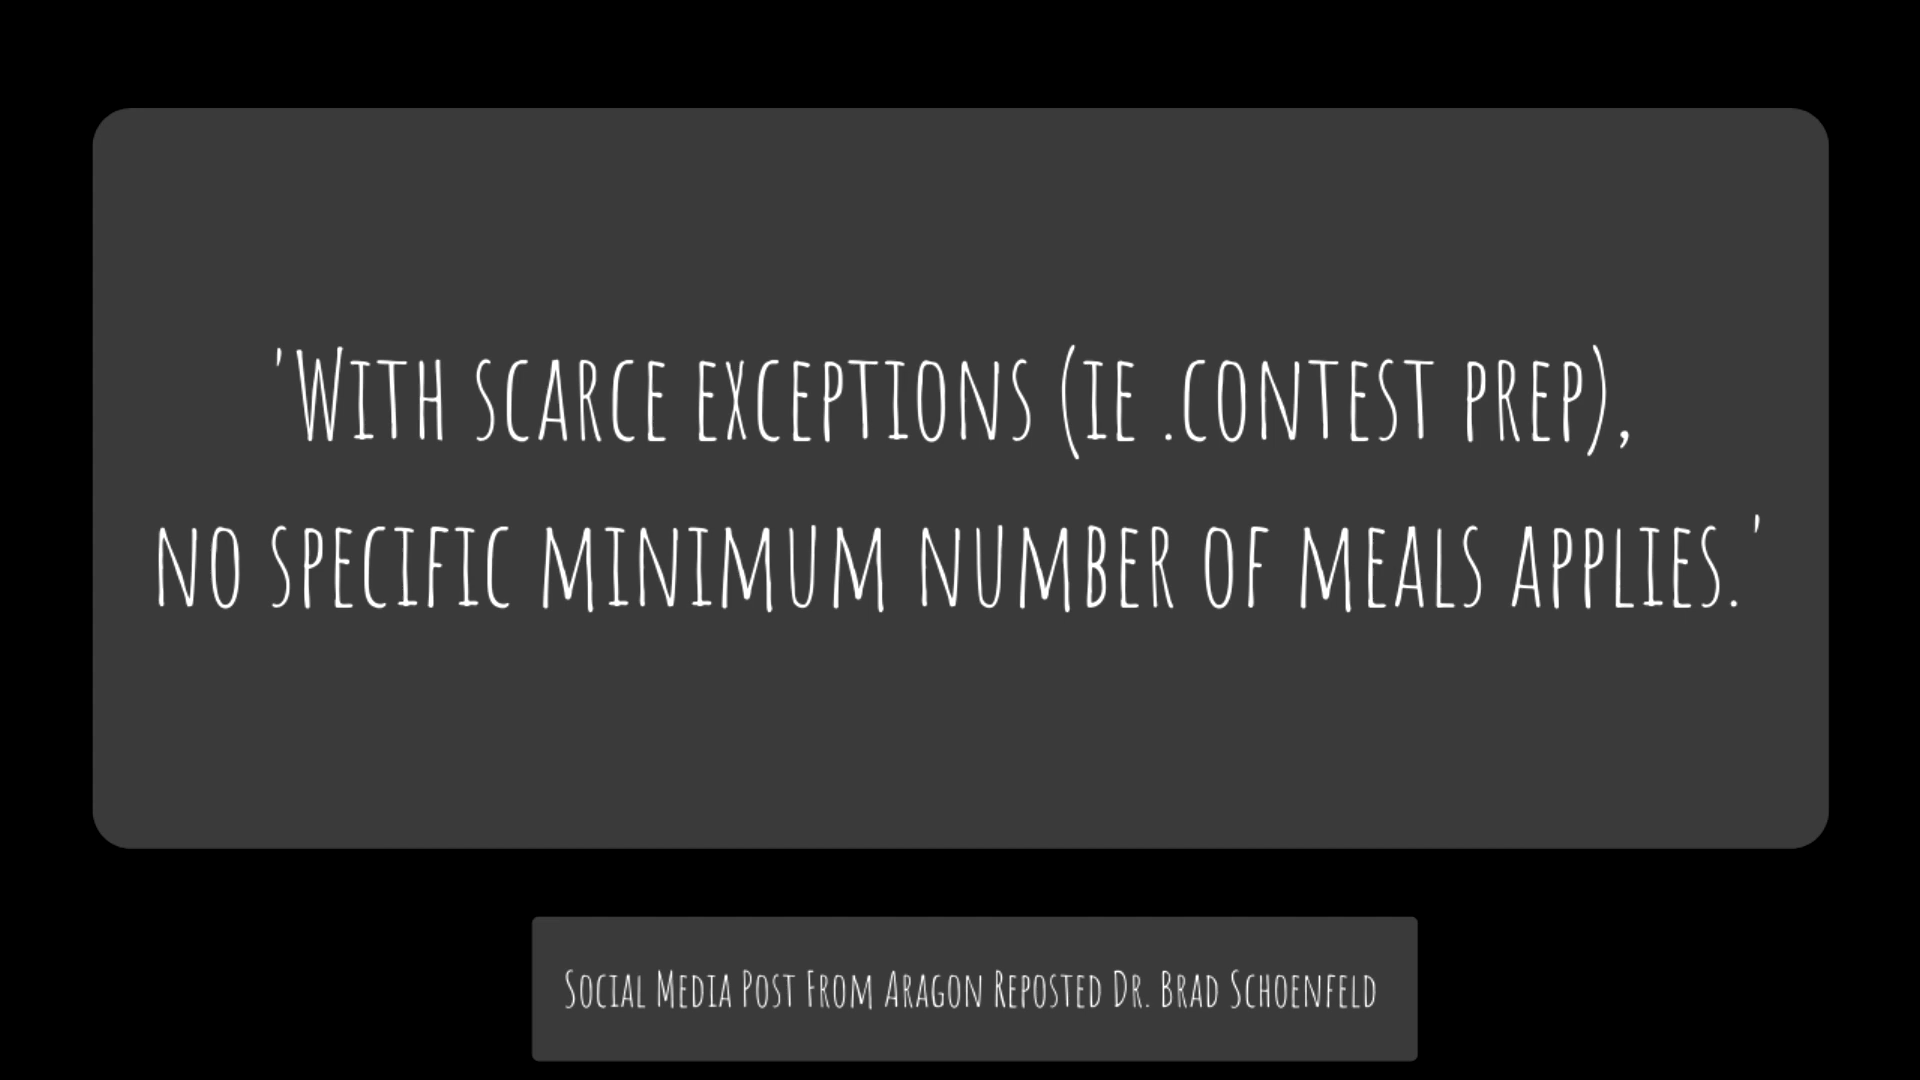 'With scarce exceptions (ie .contest prep),
no specific minimum number of meals applies.'
Social Media Post From Aragon Reposted Dr. Brad Schoenfeld